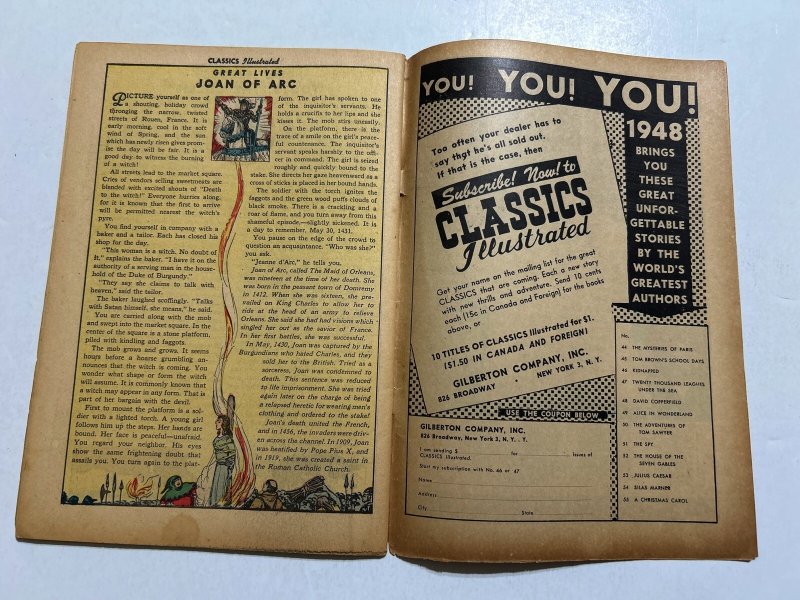 CLASSICS Illustrated
GREAT LIVES
JOAN OF ARC
PICTURE yourself as one of
a shouting, holiday crowd
thronging the narrow, twisted
streets of Rouen, France. It is
early morning, cool in the soft
wind of Spring, and the sun
which has newly risen gives prom-
ise the day will be fair. It is a
good day to witness the burning
of a witch!
All streets lead to the market square.
Cries of vendors selling sweetmeats are
blended with excited shouts of "Death
to the witch!" Everyone hurries along,
for it is known that the first to arrive
will be permitted nearest the witch's
pyre.
You find yourself in company with a
baker and a tailor. Each has closed his
shop for the day.
"This woman is a witch. No doubt of
it," explains the baker. "I have it on the
authority of a serving man in the house-
hold of the Duke of Burgundy."
"They say she claims to talk with
heaven," said the tailor.
The baker laughed scoffingly. "Talks
with Satan himself, she means," he said.
You are carried along with the mob
and swept into the market square. In the
center of the square is a stone platform,
piled with kindling and faggots.
The mob grows and grows. It seems
hours before a hoarse grumbling an-
nounces that the witch is coming. You
wonder what shape or form the witch
will assume. It is commonly known that
a witch may appear in any form. That is
part of her bargain with the devil.
First to mount the platform is a sol-
dier with a lighted torch. A young girl
follows him up the steps. Her hands are
bound. Her face is peaceful—unafraid.
You regard your neighbor. His eyes
show the same frightening doubt that
assails you. You turn again to the plat-
form. The girl has spoken to one
of the inquisitor's servants. He
holds a crucifix to her lips and she
kisses it. The mob stirs uneasily.
On the platform, there is the
trace of a smile on the girl's peace-
ful countenance. The inquisitor's
servant speaks harshly to the offi-
cer in command. The girl is seized
roughly and quickly bound to the
stake. She directs her gaze heavenward as a
cross of sticks is placed in her bound hands.
The soldier with the torch ignites the
faggots and the green wood puffs clouds of
black smoke. There is a crackling and a
roar of flame, and you turn away from this
shameful episode,—slightly sickened. It is
a day to remember. May 30, 1431.
You pause on the edge of the crowd to
question an acquaintance. "Who was she?"
you ask.
"Jeanne d'Arc," he tells you.
Joan of Arc, called The Maid of Orleans,
was nineteen at the time of her death. She
was born in the peasant town of Domremy
in 1412. When she was sixteen, she pre-
vailed on King Charles to allow her to
ride at the head of an army to relieve
Orleans. She said she had had visions which
singled her out as the savior of France.
In her first battles, she was successful.
In May, 1430, Joan was captured by the
Burgundians who hated Charles, and they
sold her to the British. Tried as a
sorceress, Joan was condemned to
death. This sentence was reduced
to life imprisonment. She was tried
again later on the charge of being
a relapsed heretic for wearing men's
clothing and ordered to the stake!
Joan's death united the French,
and in 1456, the invaders were driv-
en across the channel. In 1909, Joan
was beatified by Pope Pius X, and
in 1919, she was created a saint in
the Roman Catholic Church.
YOU! YOU! YOU!
Too often your dealer has to
say that he's all sold out.
If that is the case, then
Subscribe! Now! to
CLASSICS
Illustrated
Get your name on the mailing list for the great
CLASSICS that are coming. Each a new story
with new thrills and adventure. Send 10 cents
each (15c in Canada and Foreign) for the books
above, or
10 TITLES OF CLASSICS Illustrated for $1.
($1.50 IN CANADA AND FOREIGN)
GILBERTON COMPANY, INC.
826 BROADWAY • NEW YORK 3, N. Y.
USE THE COUPON BELOW
GILBERTON COMPANY, INC.
826 Broadway, New York 3, N. Y.
I am sending $ for issues of
CLASSICS Illustrated.
Start my subscription with No. 46 or 47
Name
Address
City State
1948
BRINGS
YOU
THESE
GREAT
UNFOR-
GETTABLE
STORIES
BY THE
WORLD'S
GREATEST
AUTHORS
No.
44 THE MYSTERIES OF PARIS
45 TOM BROWN'S SCHOOL DAYS
46 KIDNAPPED
47 TWENTY THOUSAND LEAGUES
UNDER THE SEA
48 DAVID COPPERFIELD
49 ALICE IN WONDERLAND
50 THE ADVENTURES OF
TOM SAWYER
51 THE SPY
52 THE HOUSE OF THE
SEVEN GABLES
53 JULIUS CAESAR
54 SILAS MARNER
55 A CHRISTMAS CAROL